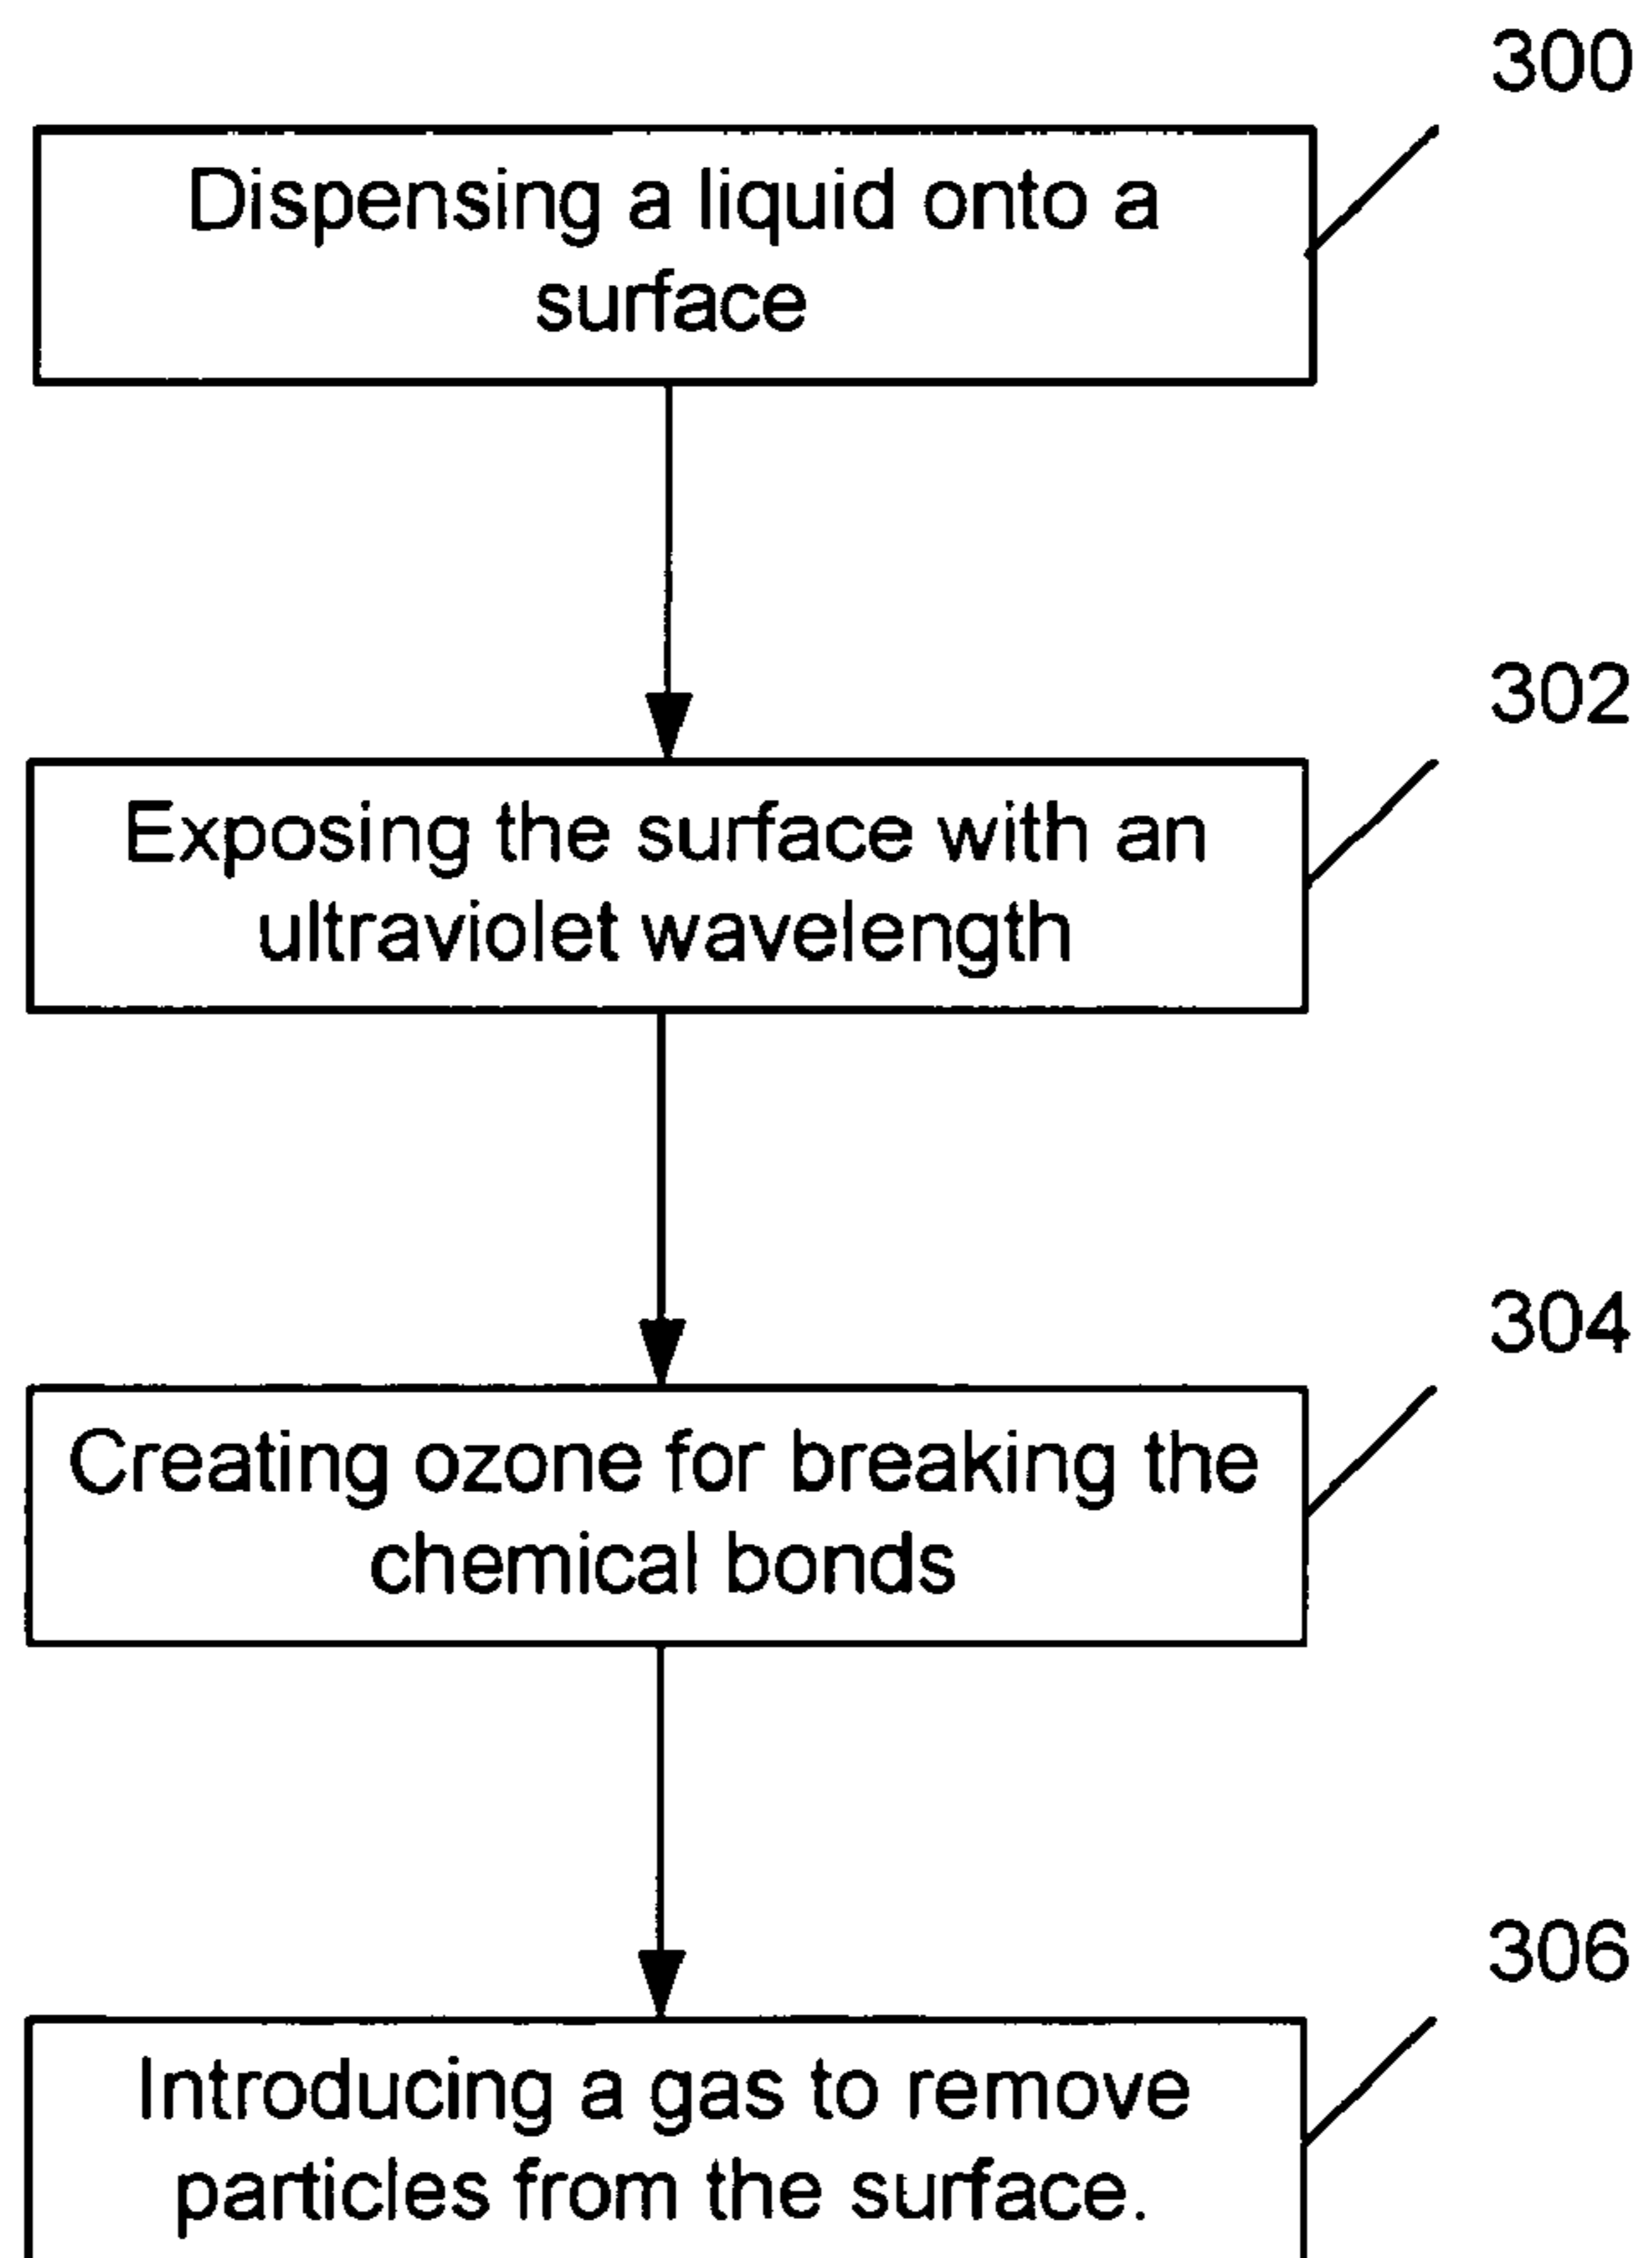 300
Dispensing a liquid onto a
surface
302
Exposing the surface with an
ultraviolet wavelength
304
Creating ozone for breaking the
chemical bonds
306
Introducing a gas to remove
particles from the surface.